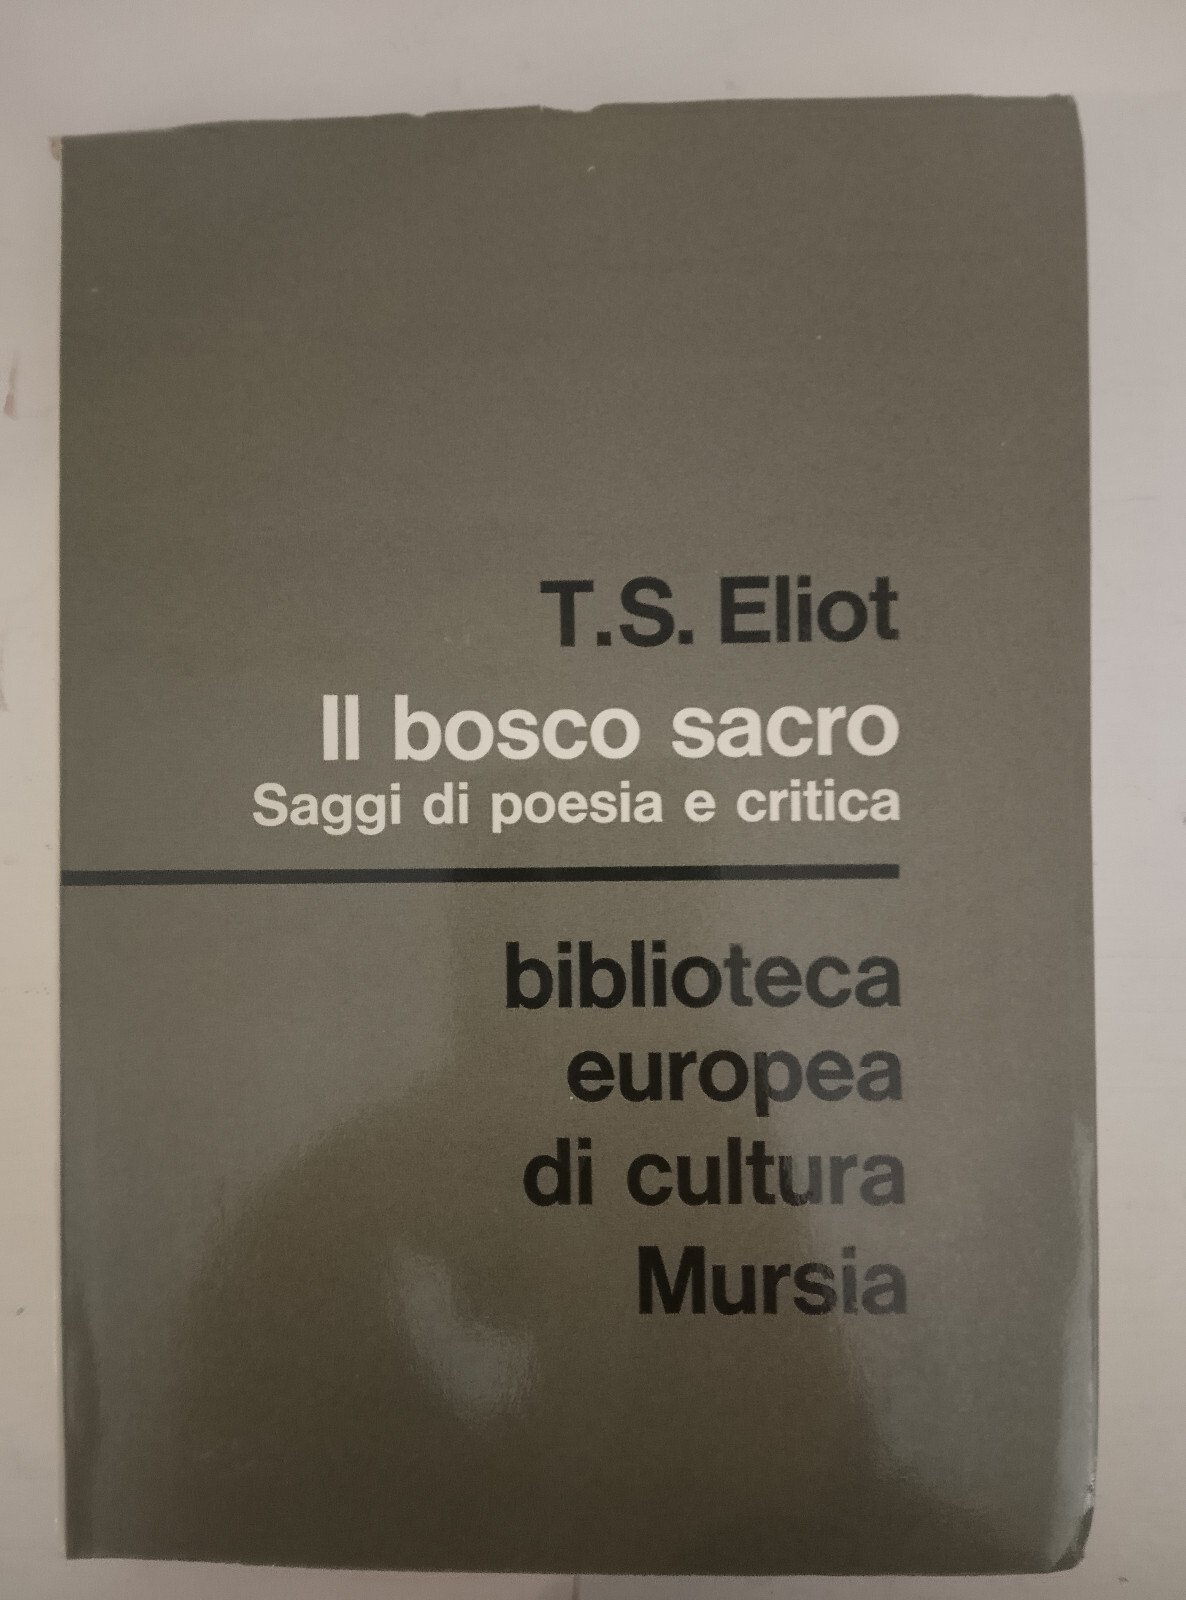 T.S. Eliot
Il bosco sacro
Saggi di poesia e critica
biblioteca
europea
di cultura
Mursia